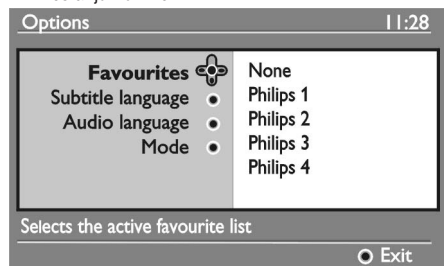 Options 11:28
Favourites None
Subtitle language Philips 1
Audio language Philips 2
Mode Philips 3
Philips 4
Selects the active favourite list
Exit